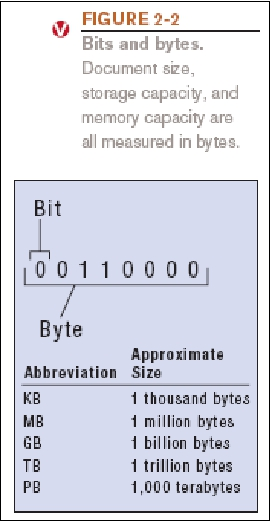 FIGURE 2-2
Bits and bytes.
Document size,
storage capacity, and
memory capacity are
all measured in bytes.
Bit
0 0 1 1 0 0 0 0
Byte
Approximate
Abbreviation Size
KB 1 thousand bytes
MB 1 million bytes
GB 1 billion bytes
TB 1 trillion bytes
PB 1,000 terabytes